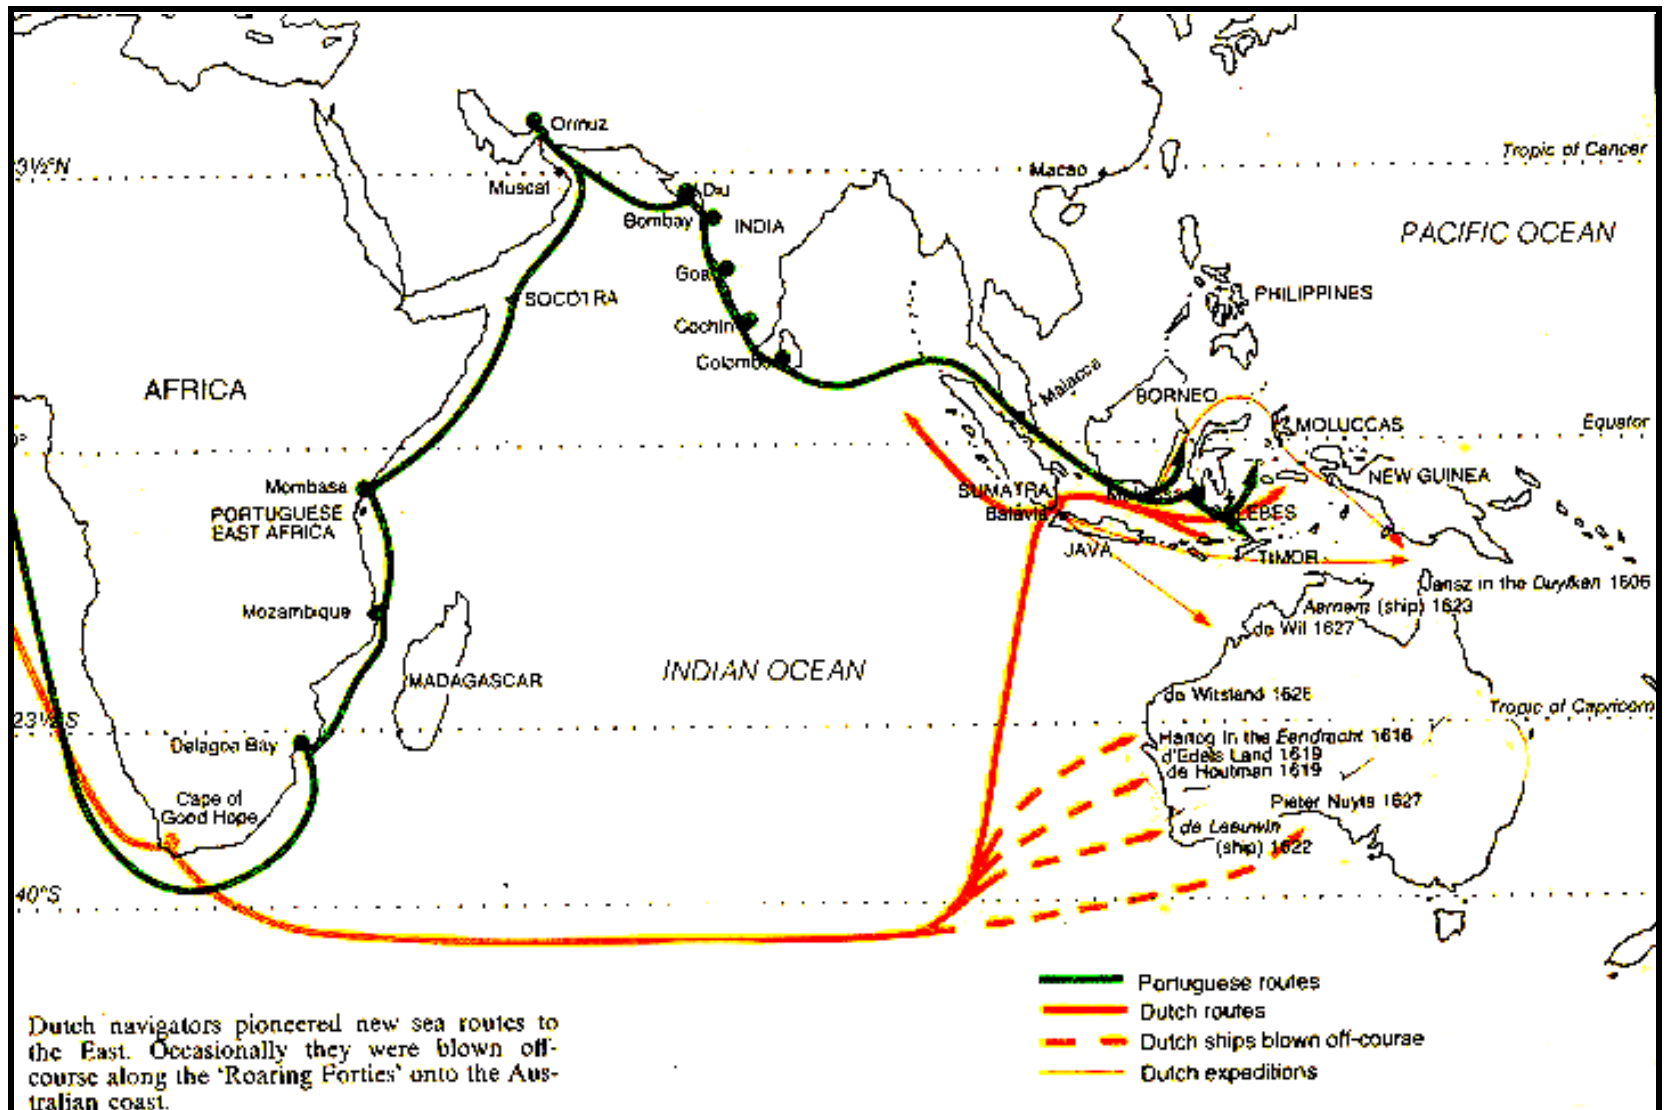 Ormuz
Tropic of Cancer
3½°N
Muscat
Macao
Diu
Bombay
INDIA
PACIFIC OCEAN
Goa
SOCOTRA
PHILIPPINES
Cochin
Colombo
Malacca
AFRICA
BORNEO
Equator
0°
MOLUCCAS
NEW GUINEA
Mombasa
SUMATRA
PORTUGUESE
EAST AFRICA
Batavia
LEBES
JAVA
TIMOR
Jansz in the Duyfken 1606
Mozambique
Aernem (ship) 1623
de Wit 1627
INDIAN OCEAN
MADAGASCAR
de Witsland 1628
23½°S
Tropic of Capricorn
Delagoa Bay
Hartog in the Eendracht 1616
d'Edels Land 1619
de Houtman 1619
Cape of
Good Hope
Pieter Nuyts 1627
de Leeuwin
(ship) 1622
40°S
Portuguese routes
Dutch routes
Dutch ships blown off-course
Dutch expeditions
Dutch navigators pioneered new sea routes to
the East. Occasionally they were blown off-
course along the 'Roaring Forties' onto the Aus-
tralian coast.